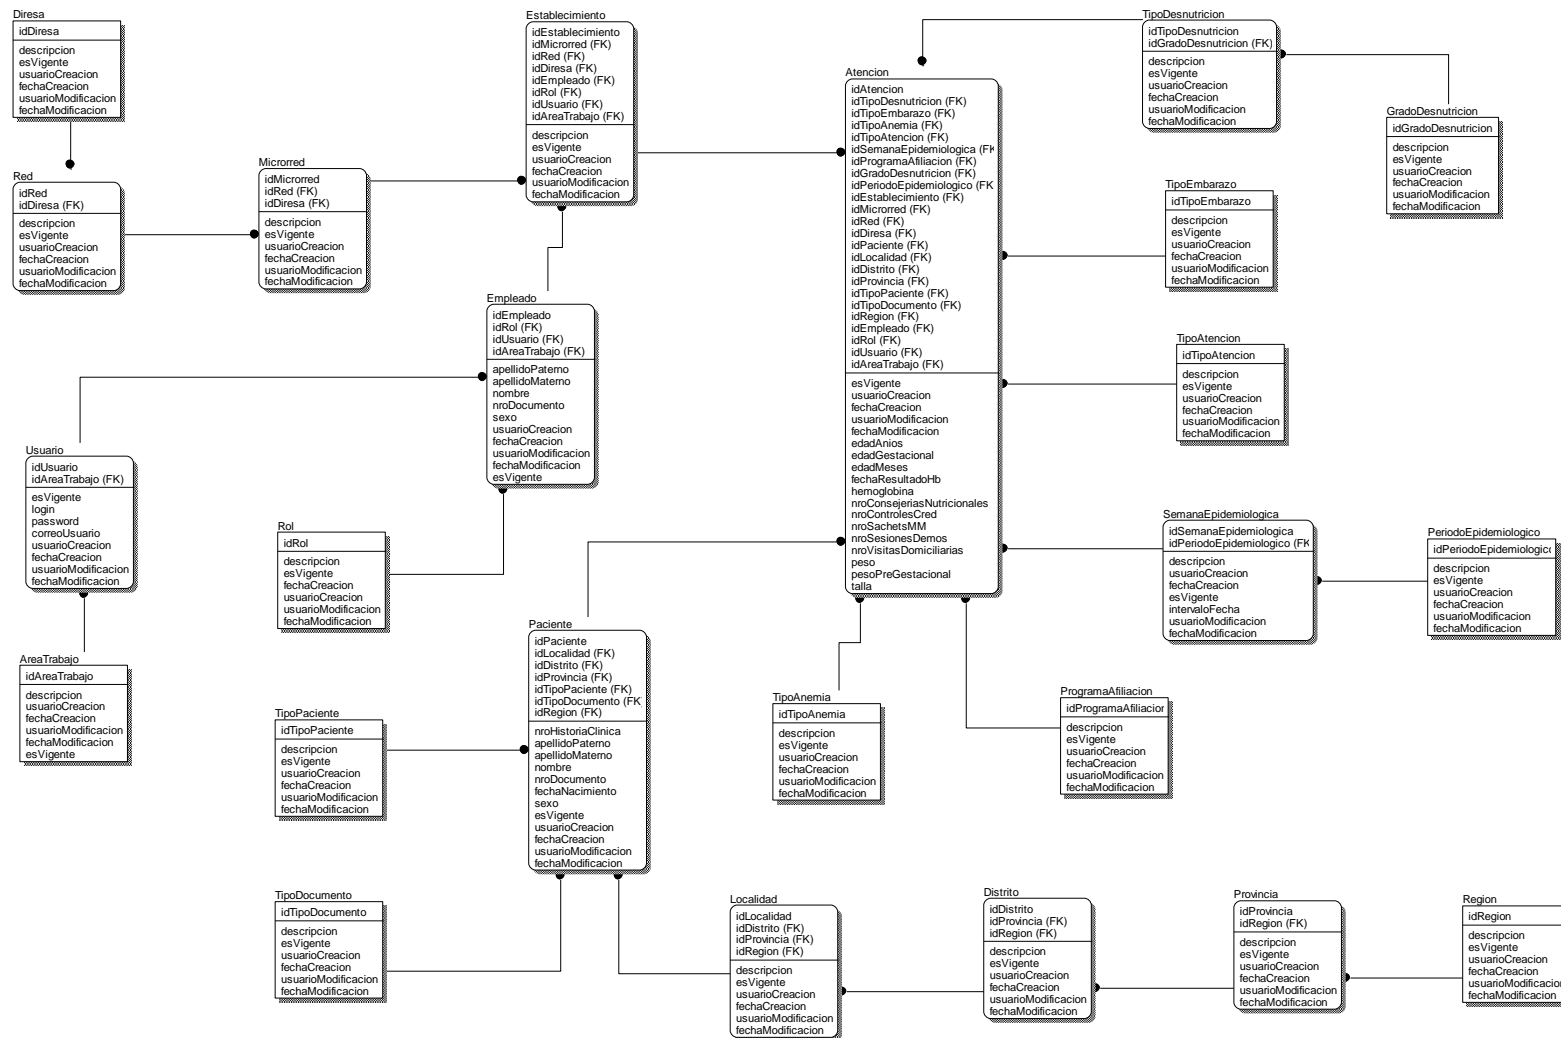 Diresa
idDiresa
descripcion
esVigente
usuarioCreacion
fechaCreacion
usuarioModificacion
fechaModificacion
Red
idRed
idDiresa (FK)
descripcion
esVigente
usuarioCreacion
fechaCreacion
usuarioModificacion
fechaModificacion
Microrred
idMicrorred
idRed (FK)
idDiresa (FK)
descripcion
esVigente
usuarioCreacion
fechaCreacion
usuarioModificacion
fechaModificacion
Establecimiento
idEstablecimiento
idMicrorred (FK)
idRed (FK)
idDiresa (FK)
idEmpleado (FK)
idRol (FK)
idUsuario (FK)
idAreaTrabajo (FK)
descripcion
esVigente
usuarioCreacion
fechaCreacion
usuarioModificacion
fechaModificacion
Empleado
idEmpleado
idRol (FK)
idUsuario (FK)
idAreaTrabajo (FK)
apellidoPaterno
apellidoMaterno
nombre
nroDocumento
sexo
usuarioCreacion
fechaCreacion
usuarioModificacion
fechaModificacion
esVigente
Usuario
idUsuario
idAreaTrabajo (FK)
esVigente
login
password
correoUsuario
usuarioCreacion
fechaCreacion
usuarioModificacion
fechaModificacion
Rol
idRol
descripcion
esVigente
fechaCreacion
usuarioCreacion
usuarioModificacion
fechaModificacion
AreaTrabajo
idAreaTrabajo
descripcion
usuarioCreacion
fechaCreacion
usuarioModificacion
fechaModificacion
esVigente
Atencion
idAtencion
idTipoDesnutricion (FK)
idTipoEmbarazo (FK)
idTipoAnemia (FK)
idTipoAtencion (FK)
idSemanaEpidemiologica (FK
idProgramaAfiliacion (FK)
idGradoDesnutricion (FK)
idPeriodoEpidemiologico (FK
idEstablecimiento (FK)
idMicrorred (FK)
idRed (FK)
idDiresa (FK)
idPaciente (FK)
idLocalidad (FK)
idDistrito (FK)
idProvincia (FK)
idTipoPaciente (FK)
idTipoDocumento (FK)
idRegion (FK)
idEmpleado (FK)
idRol (FK)
idUsuario (FK)
idAreaTrabajo (FK)
esVigente
usuarioCreacion
fechaCreacion
usuarioModificacion
fechaModificacion
edadAnios
edadGestacional
edadMeses
fechaResultadoHb
hemoglobina
nroConsejeriasNutricionales
nroControlesCred
nroSachetsMM
nroSesionesDemos
nroVisitasDomiciliarias
peso
pesoPreGestacional
talla
TipoDesnutricion
idTipoDesnutricion
idGradoDesnutricion (FK)
descripcion
esVigente
usuarioCreacion
fechaCreacion
usuarioModificacion
fechaModificacion
GradoDesnutricion
idGradoDesnutricion
descripcion
esVigente
usuarioCreacion
fechaCreacion
usuarioModificacion
fechaModificacion
TipoEmbarazo
idTipoEmbarazo
descripcion
esVigente
usuarioCreacion
fechaCreacion
usuarioModificacion
fechaModificacion
TipoAtencion
idTipoAtencion
descripcion
esVigente
usuarioCreacion
fechaCreacion
usuarioModificacion
fechaModificacion
SemanaEpidemiologica
idSemanaEpidemiologica
idPeriodoEpidemiologico (FK
descripcion
usuarioCreacion
fechaCreacion
esVigente
intervaloFecha
usuarioModificacion
fechaModificacion
PeriodoEpidemiologico
idPeriodoEpidemiologico
descripcion
esVigente
usuarioCreacion
fechaCreacion
usuarioModificacion
fechaModificacion
TipoAnemia
idTipoAnemia
descripcion
esVigente
usuarioCreacion
fechaCreacion
usuarioModificacion
fechaModificacion
ProgramaAfiliacion
idProgramaAfiliacion
descripcion
esVigente
usuarioCreacion
fechaCreacion
usuarioModificacion
fechaModificacion
Paciente
idPaciente
idLocalidad (FK)
idDistrito (FK)
idProvincia (FK)
idTipoPaciente (FK)
idTipoDocumento (FK
idRegion (FK)
nroHistoriaClinica
apellidoPaterno
apellidoMaterno
nombre
nroDocumento
fechaNacimiento
sexo
esVigente
usuarioCreacion
fechaCreacion
usuarioModificacion
fechaModificacion
TipoPaciente
idTipoPaciente
descripcion
esVigente
usuarioCreacion
fechaCreacion
usuarioModificacion
fechaModificacion
TipoDocumento
idTipoDocumento
descripcion
esVigente
usuarioCreacion
fechaCreacion
usuarioModificacion
fechaModificacion
Localidad
idLocalidad
idDistrito (FK)
idProvincia (FK)
idRegion (FK)
descripcion
esVigente
usuarioCreacion
fechaCreacion
usuarioModificacion
fechaModificacion
Distrito
idDistrito
idProvincia (FK)
idRegion (FK)
descripcion
esVigente
usuarioCreacion
fechaCreacion
usuarioModificacion
fechaModificacion
Provincia
idProvincia
idRegion (FK)
descripcion
esVigente
usuarioCreacion
fechaCreacion
usuarioModificacion
fechaModificacion
Region
idRegion
descripcion
esVigente
usuarioCreacion
fechaCreacion
usuarioModificacio
fechaModificacion